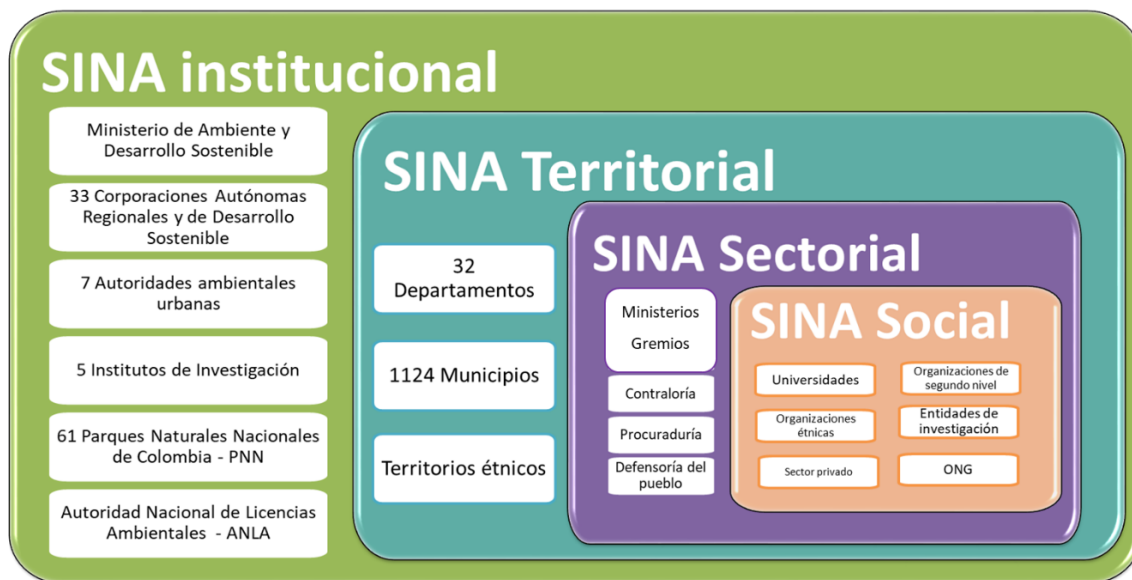 SINA institucional
Ministerio de Ambiente y
Desarrollo Sostenible
33 Corporaciones Autónomas
Regionales y de Desarrollo
Sostenible
7 Autoridades ambientales
urbanas
5 Institutos de Investigación
61 Parques Naturales Nacionales
de Colombia - PNN
Autoridad Nacional de Licencias
Ambientales - ANLA
SINA Territorial
32
Departamentos
1124 Municipios
Territorios étnicos
SINA Sectorial
Ministerios
Gremios
Contraloría
Procuraduría
Defensoría del
pueblo
SINA Social
Universidades
Organizaciones de
segundo nivel
Organizaciones
étnicas
Entidades de
investigación
Sector privado
ONG